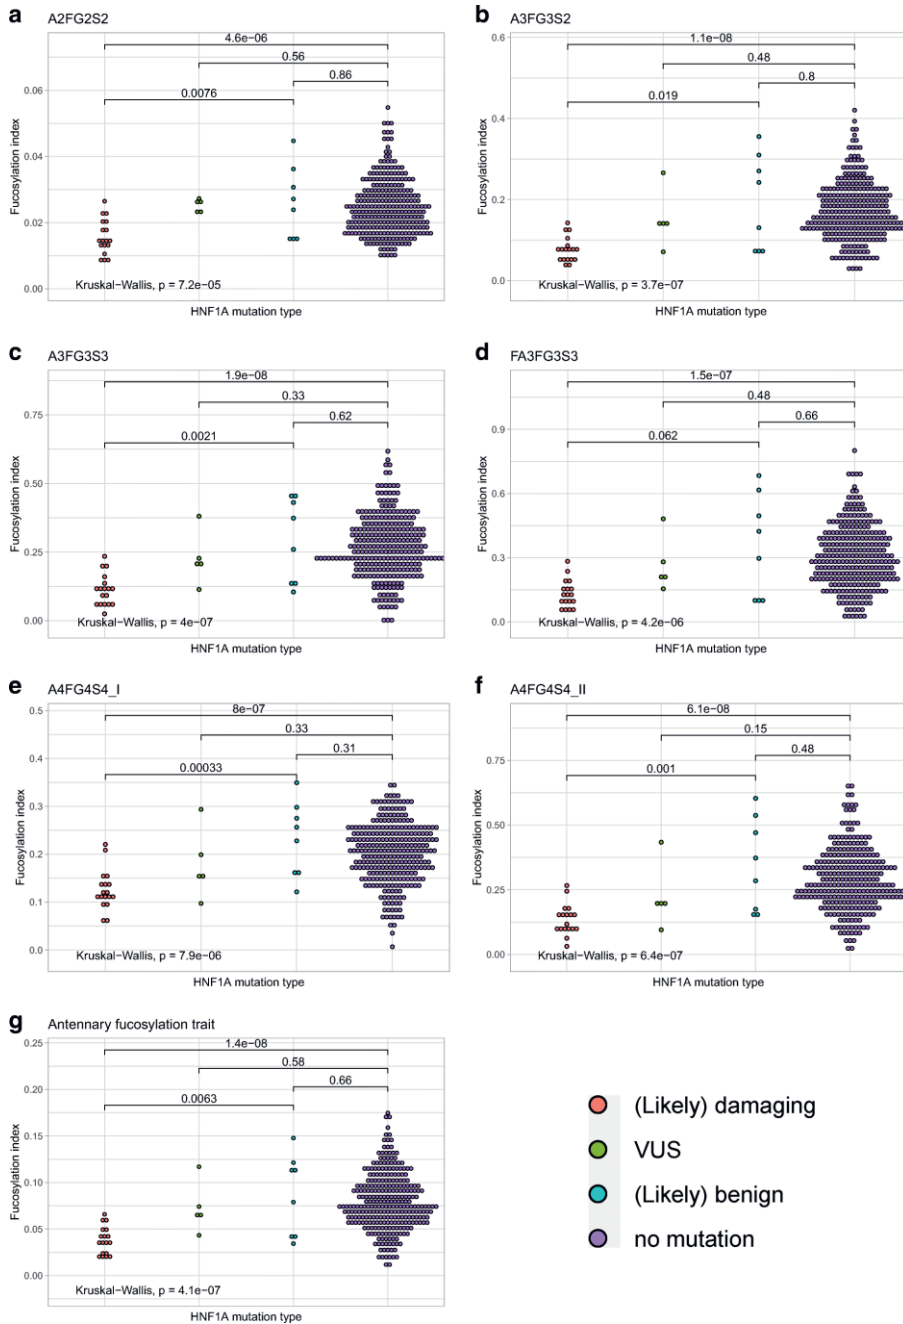 a A2FG2S2
4.6e−06
0.56
0.86
0.0076
0.06
0.04
0.02
0.00
Fucosylation index
Kruskal−Wallis, p = 7.2e−05
HNF1A mutation type
b A3FG3S2
0.6
1.1e−08
0.48
0.8
0.019
0.4
0.2
0.0
Fucosylation index
Kruskal−Wallis, p = 3.7e−07
HNF1A mutation type
c A3FG3S3
1.9e−08
0.33
0.62
0.0021
0.75
0.50
0.25
0.00
Fucosylation index
Kruskal−Wallis, p = 4e−07
HNF1A mutation type
d FA3FG3S3
1.5e−07
0.48
0.66
0.062
0.9
0.6
0.3
0.0
Fucosylation index
Kruskal−Wallis, p = 4.2e−06
HNF1A mutation type
e A4FG4S4_I
0.5
8e−07
0.33
0.31
0.00033
0.4
0.3
0.2
0.1
0.0
Fucosylation index
Kruskal−Wallis, p = 7.9e−06
HNF1A mutation type
f A4FG4S4_II
6.1e−08
0.15
0.48
0.001
0.75
0.50
0.25
0.00
Fucosylation index
Kruskal−Wallis, p = 6.4e−07
HNF1A mutation type
g Antennary fucosylation trait
0.25
1.4e−08
0.58
0.66
0.0063
0.20
0.15
0.10
0.05
0.00
Fucosylation index
Kruskal−Wallis, p = 4.1e−07
HNF1A mutation type
(Likely) damaging
VUS
(Likely) benign
no mutation